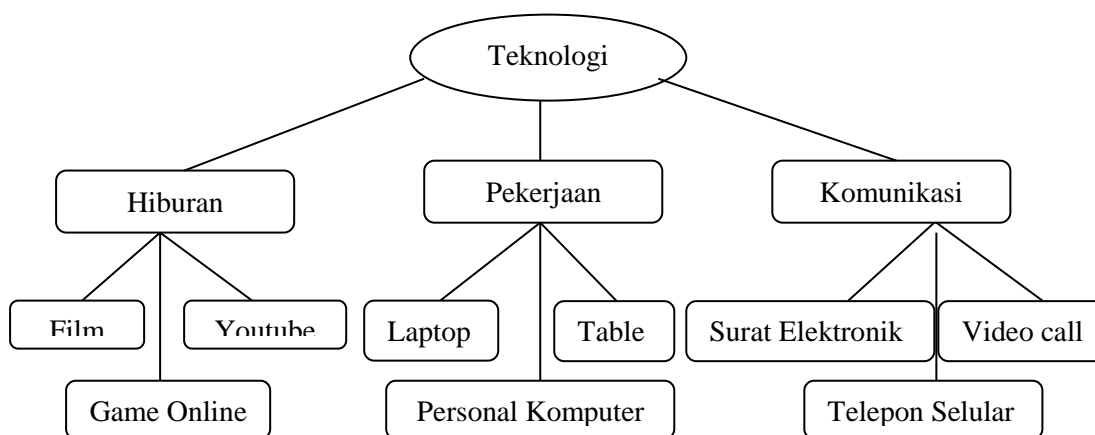 Teknologi
Hiburan
Pekerjaan
Komunikasi
Film
Youtube
Laptop
Table
Surat Elektronik
Video call
Game Online
Personal Komputer
Telepon Selular